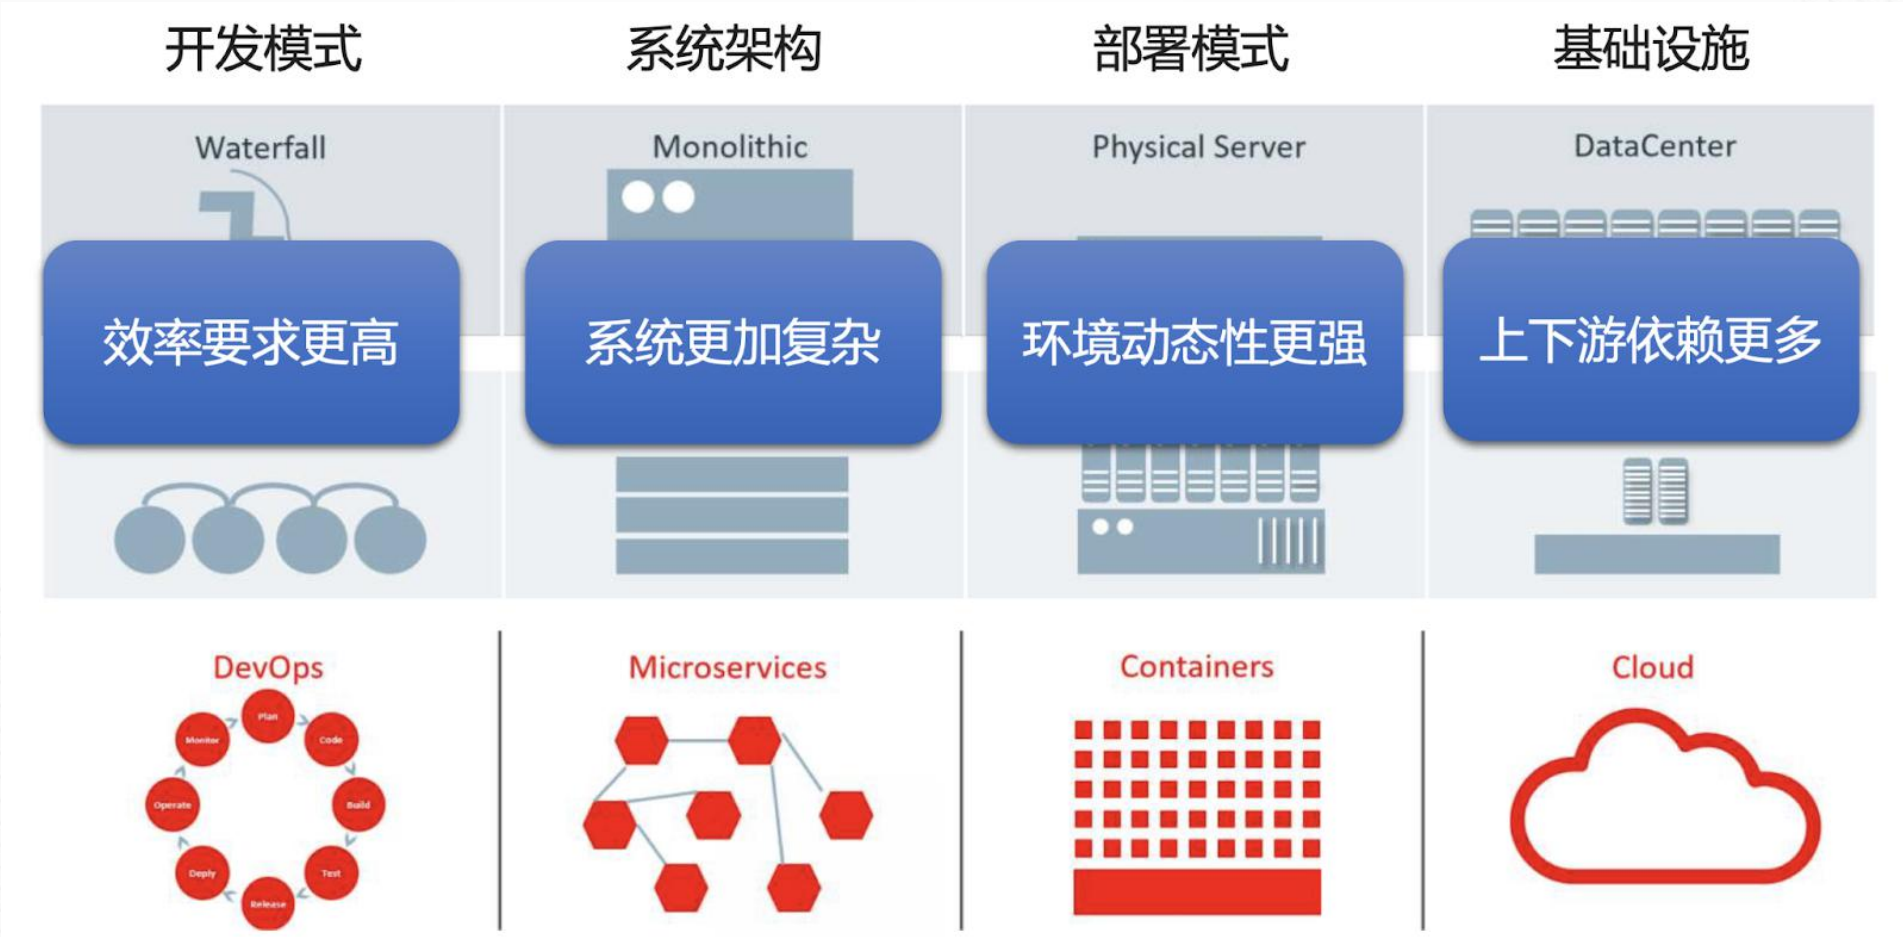 开发模式
系统架构
部署模式
基础设施
Waterfall
Monolithic
Physical Server
DataCenter
效率要求更高
系统更加复杂
环境动态性更强
上下游依赖更多
DevOps
Microservices
Containers
Cloud
Plan
Code
Build
Test
Release
Deply
Operate
Monitor